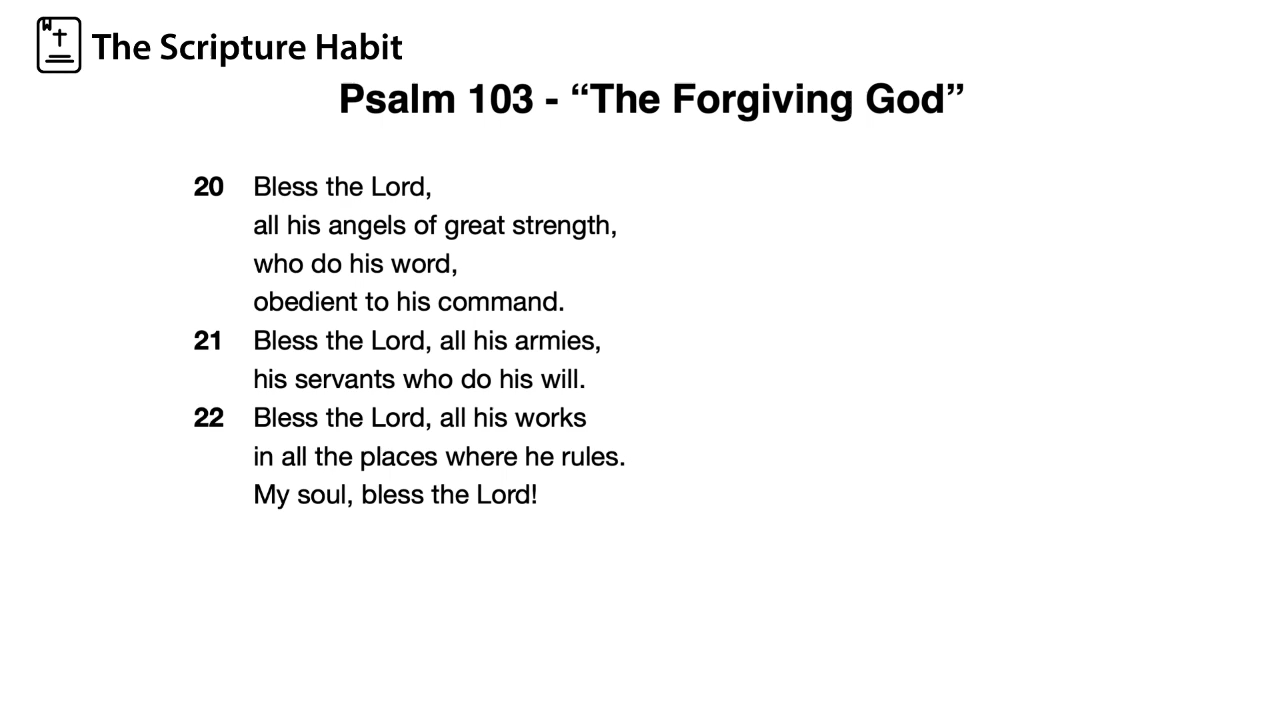 The Scripture Habit
Psalm 103 - “The Forgiving God”
20 Bless the Lord,
all his angels of great strength,
who do his word,
obedient to his command.
21 Bless the Lord, all his armies,
his servants who do his will.
22 Bless the Lord, all his works
in all the places where he rules.
My soul, bless the Lord!